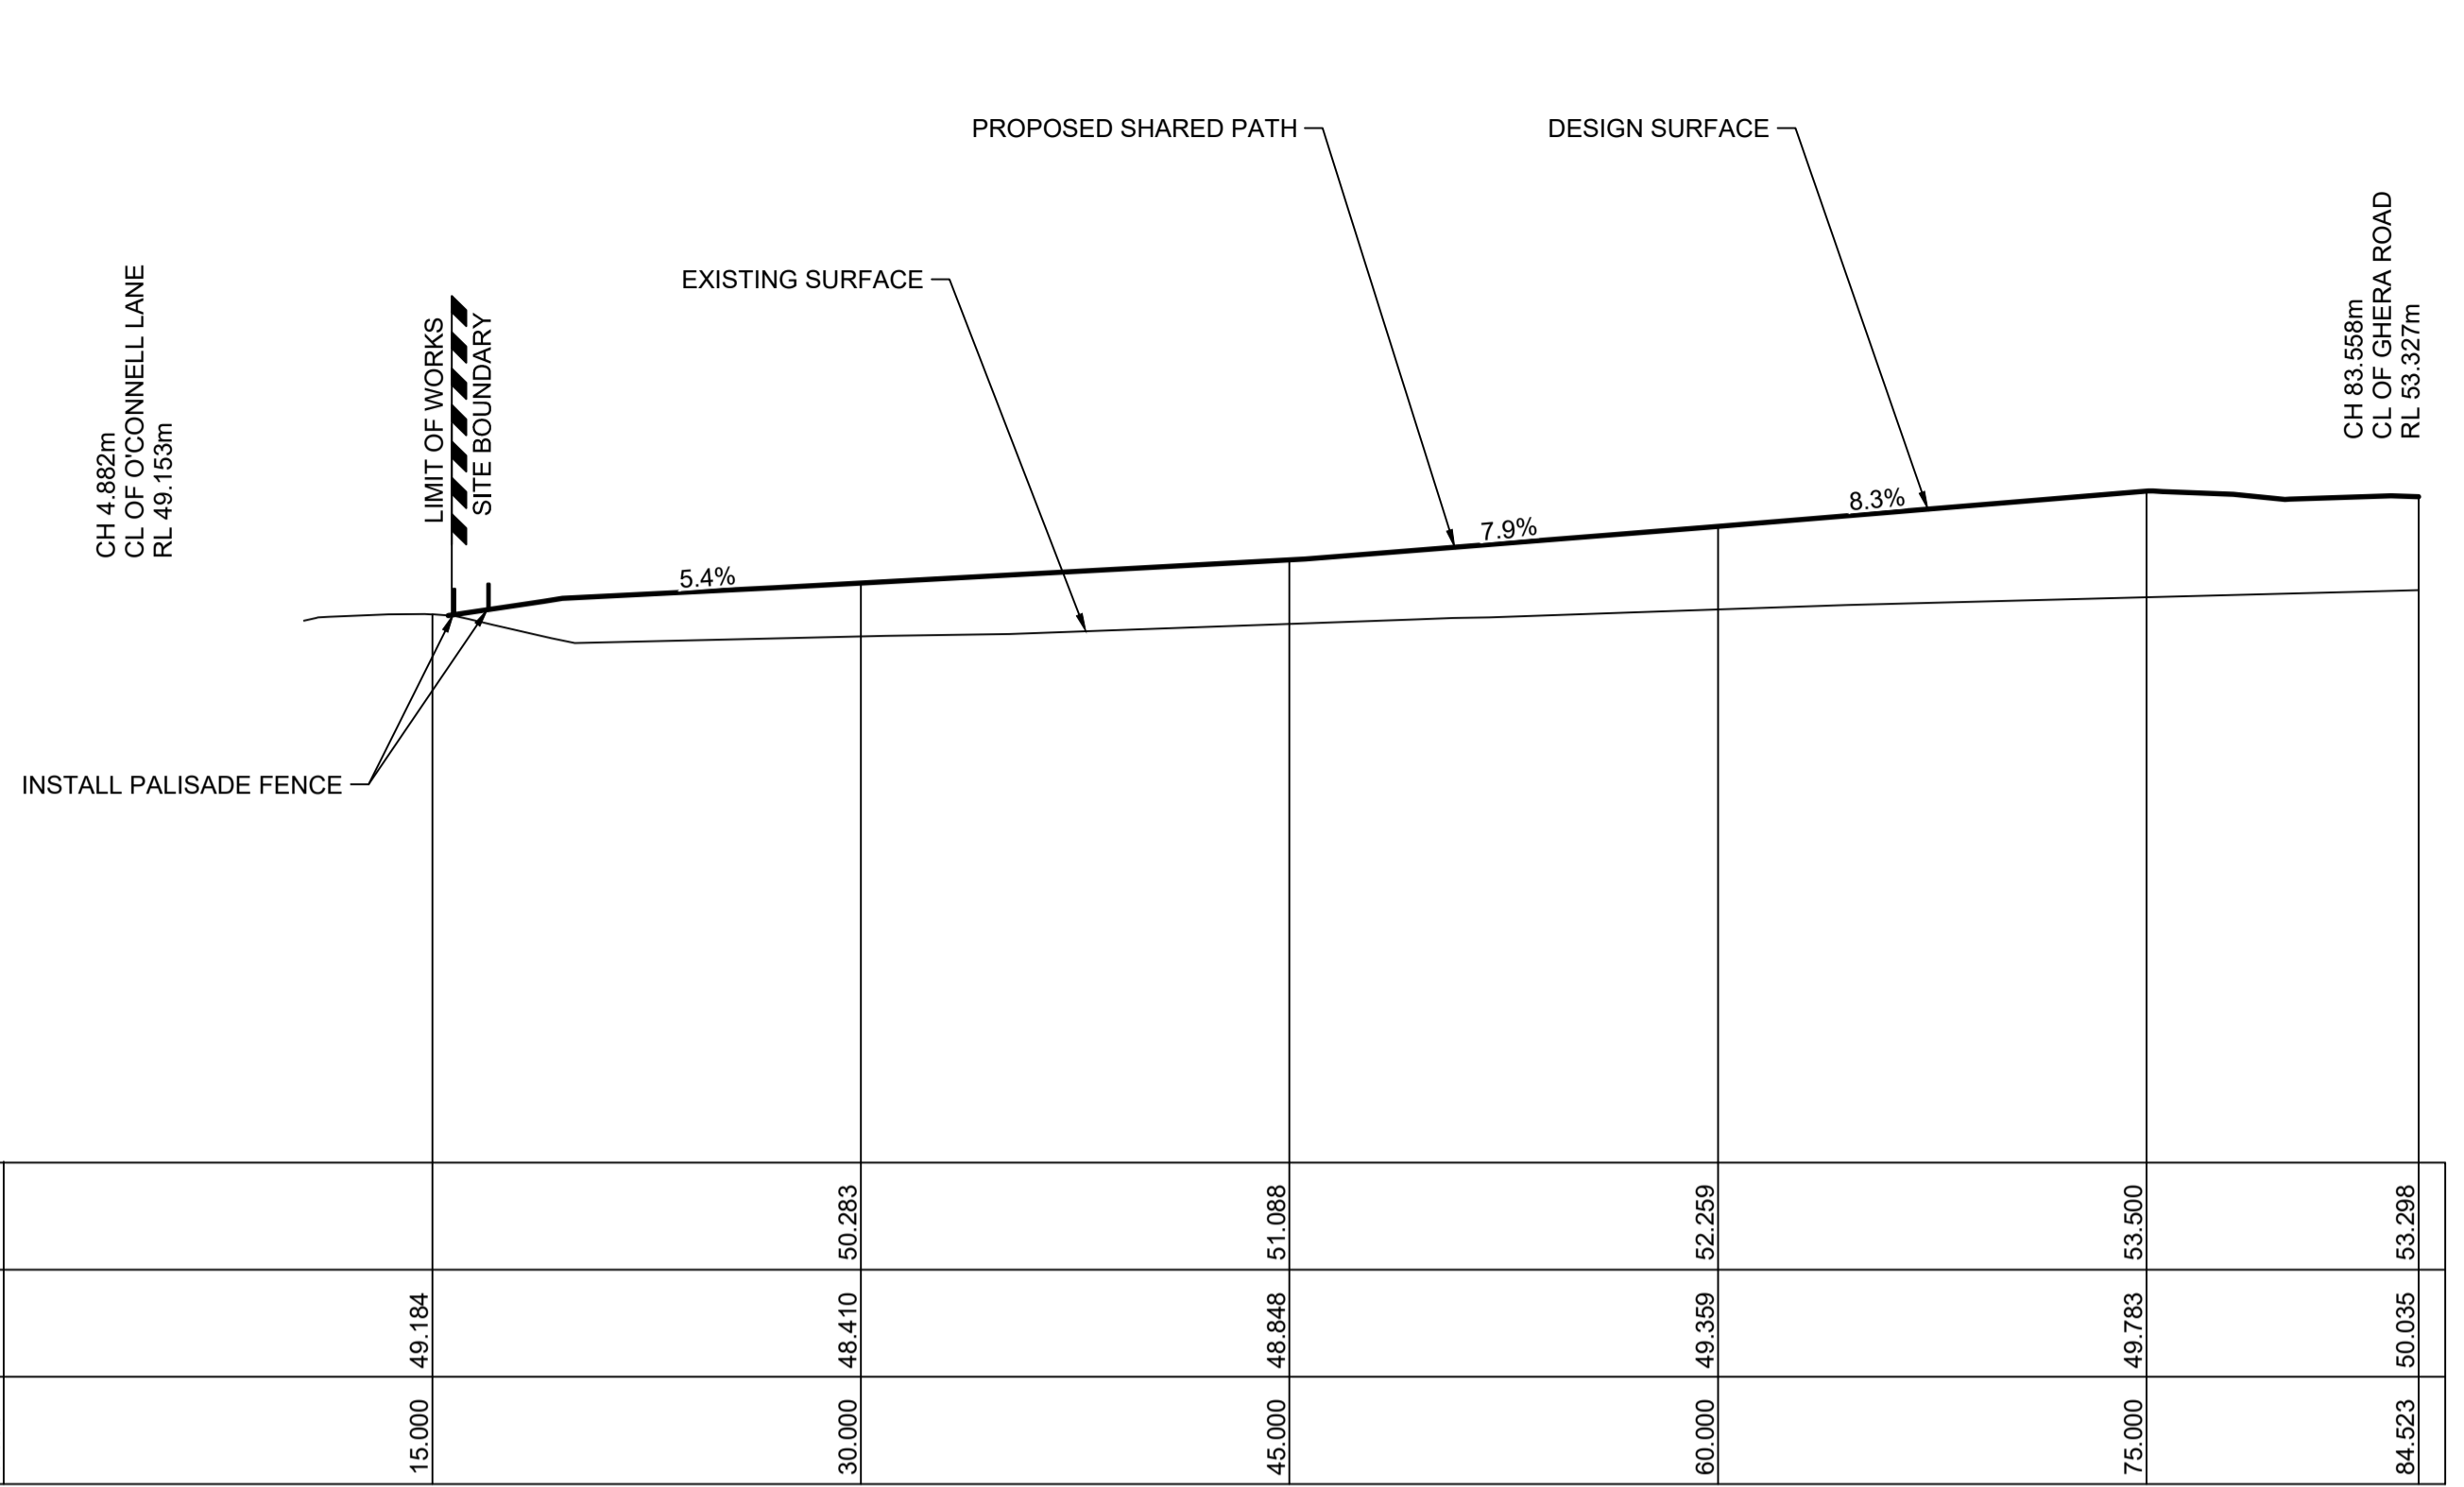 PROPOSED SHARED PATH
DESIGN SURFACE
EXISTING SURFACE
CH 4.882m
CL OF O'CONNELL LANE
RL 49.153m
LIMIT OF WORKS
SITE BOUNDARY
CH 83.558m
CL OF GHERA ROAD
RL 53.327m
5.4%
7.9%
8.3%
INSTALL PALISADE FENCE
50.283 51.088 52.259 53.500 53.298
49.184 48.410 48.848 49.359 49.783 50.035
15.000 30.000 45.000 60.000 75.000 84.523